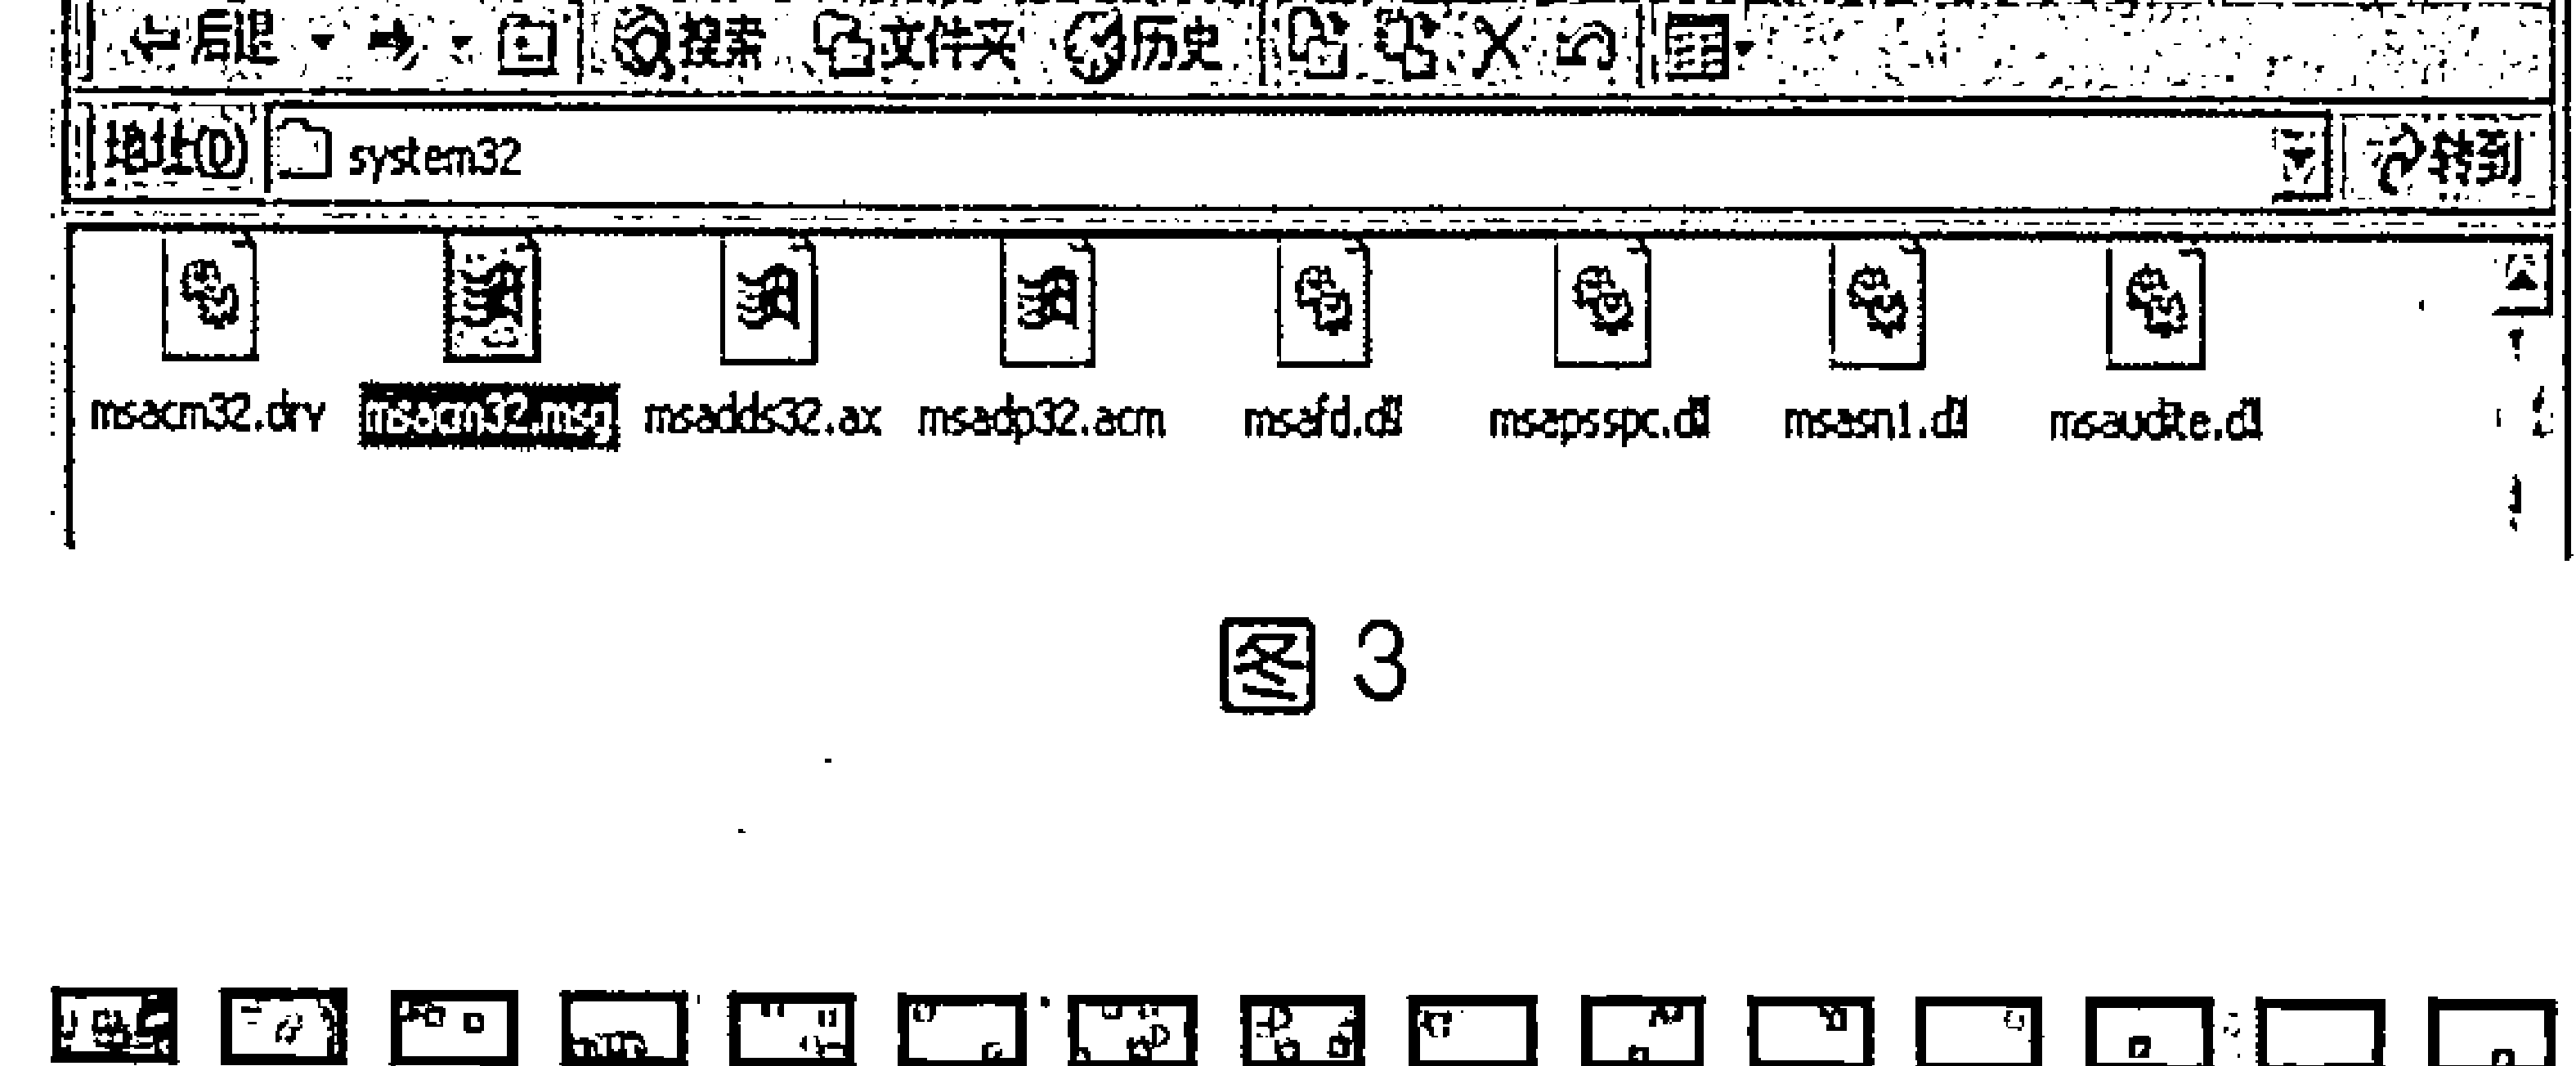 后退 搜索 文件夹 历史
地址(D) system32 转到
msacm32.drv msacm32.msg msadds32.ax msadp32.acm msafd.dll msapsspc.dll msasn1.dll msaudite.dll
图 3